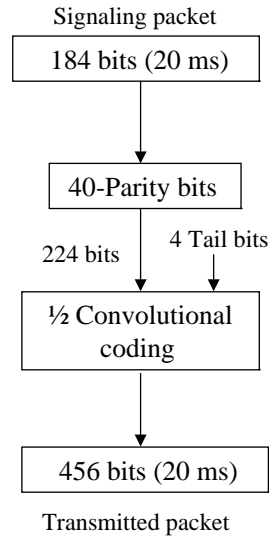 Signaling packet
184 bits (20 ms)
40-Parity bits
224 bits
4 Tail bits
½ Convolutional
coding
456 bits (20 ms)
Transmitted packet